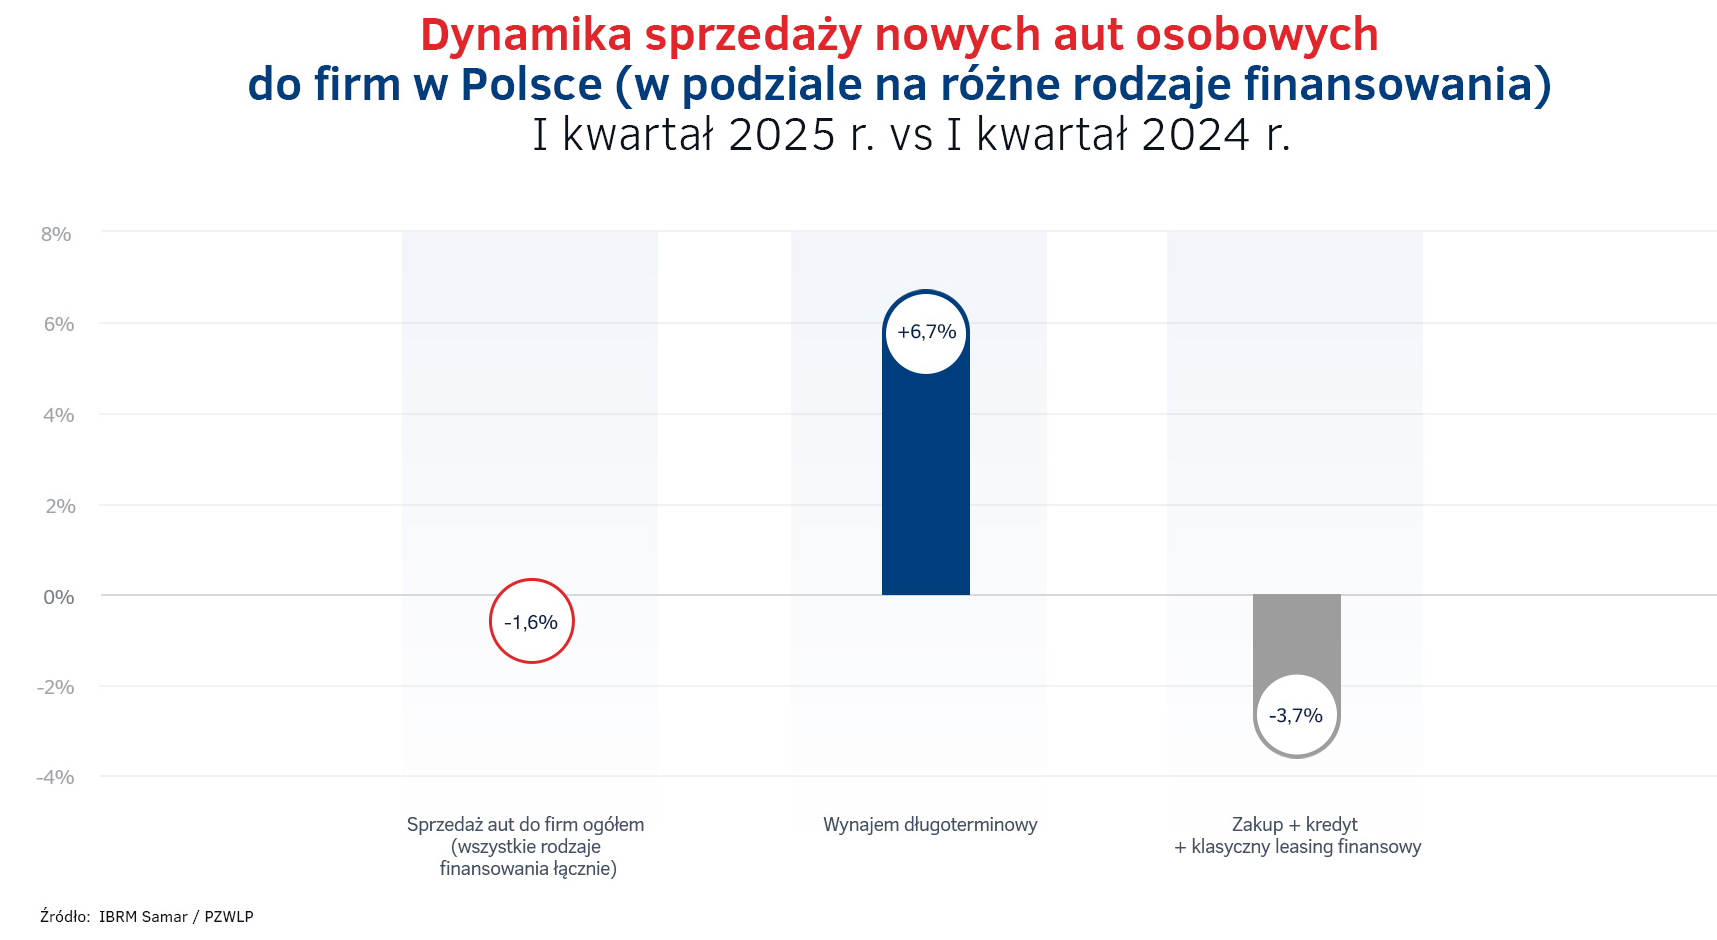 Dynamika sprzedaży nowych aut osobowych
do firm w Polsce (w podziale na różne rodzaje finansowania)
I kwartał 2025 r. vs I kwartał 2024 r.
8%
6%
4%
2%
0%
-2%
-4%
-1,6%
+6,7%
-3,7%
Sprzedaż aut do firm ogółem
(wszystkie rodzaje
finansowania łącznie)
Wynajem długoterminowy
Zakup + kredyt
+ klasyczny leasing finansowy
Źródło: IBRM Samar / PZWLP